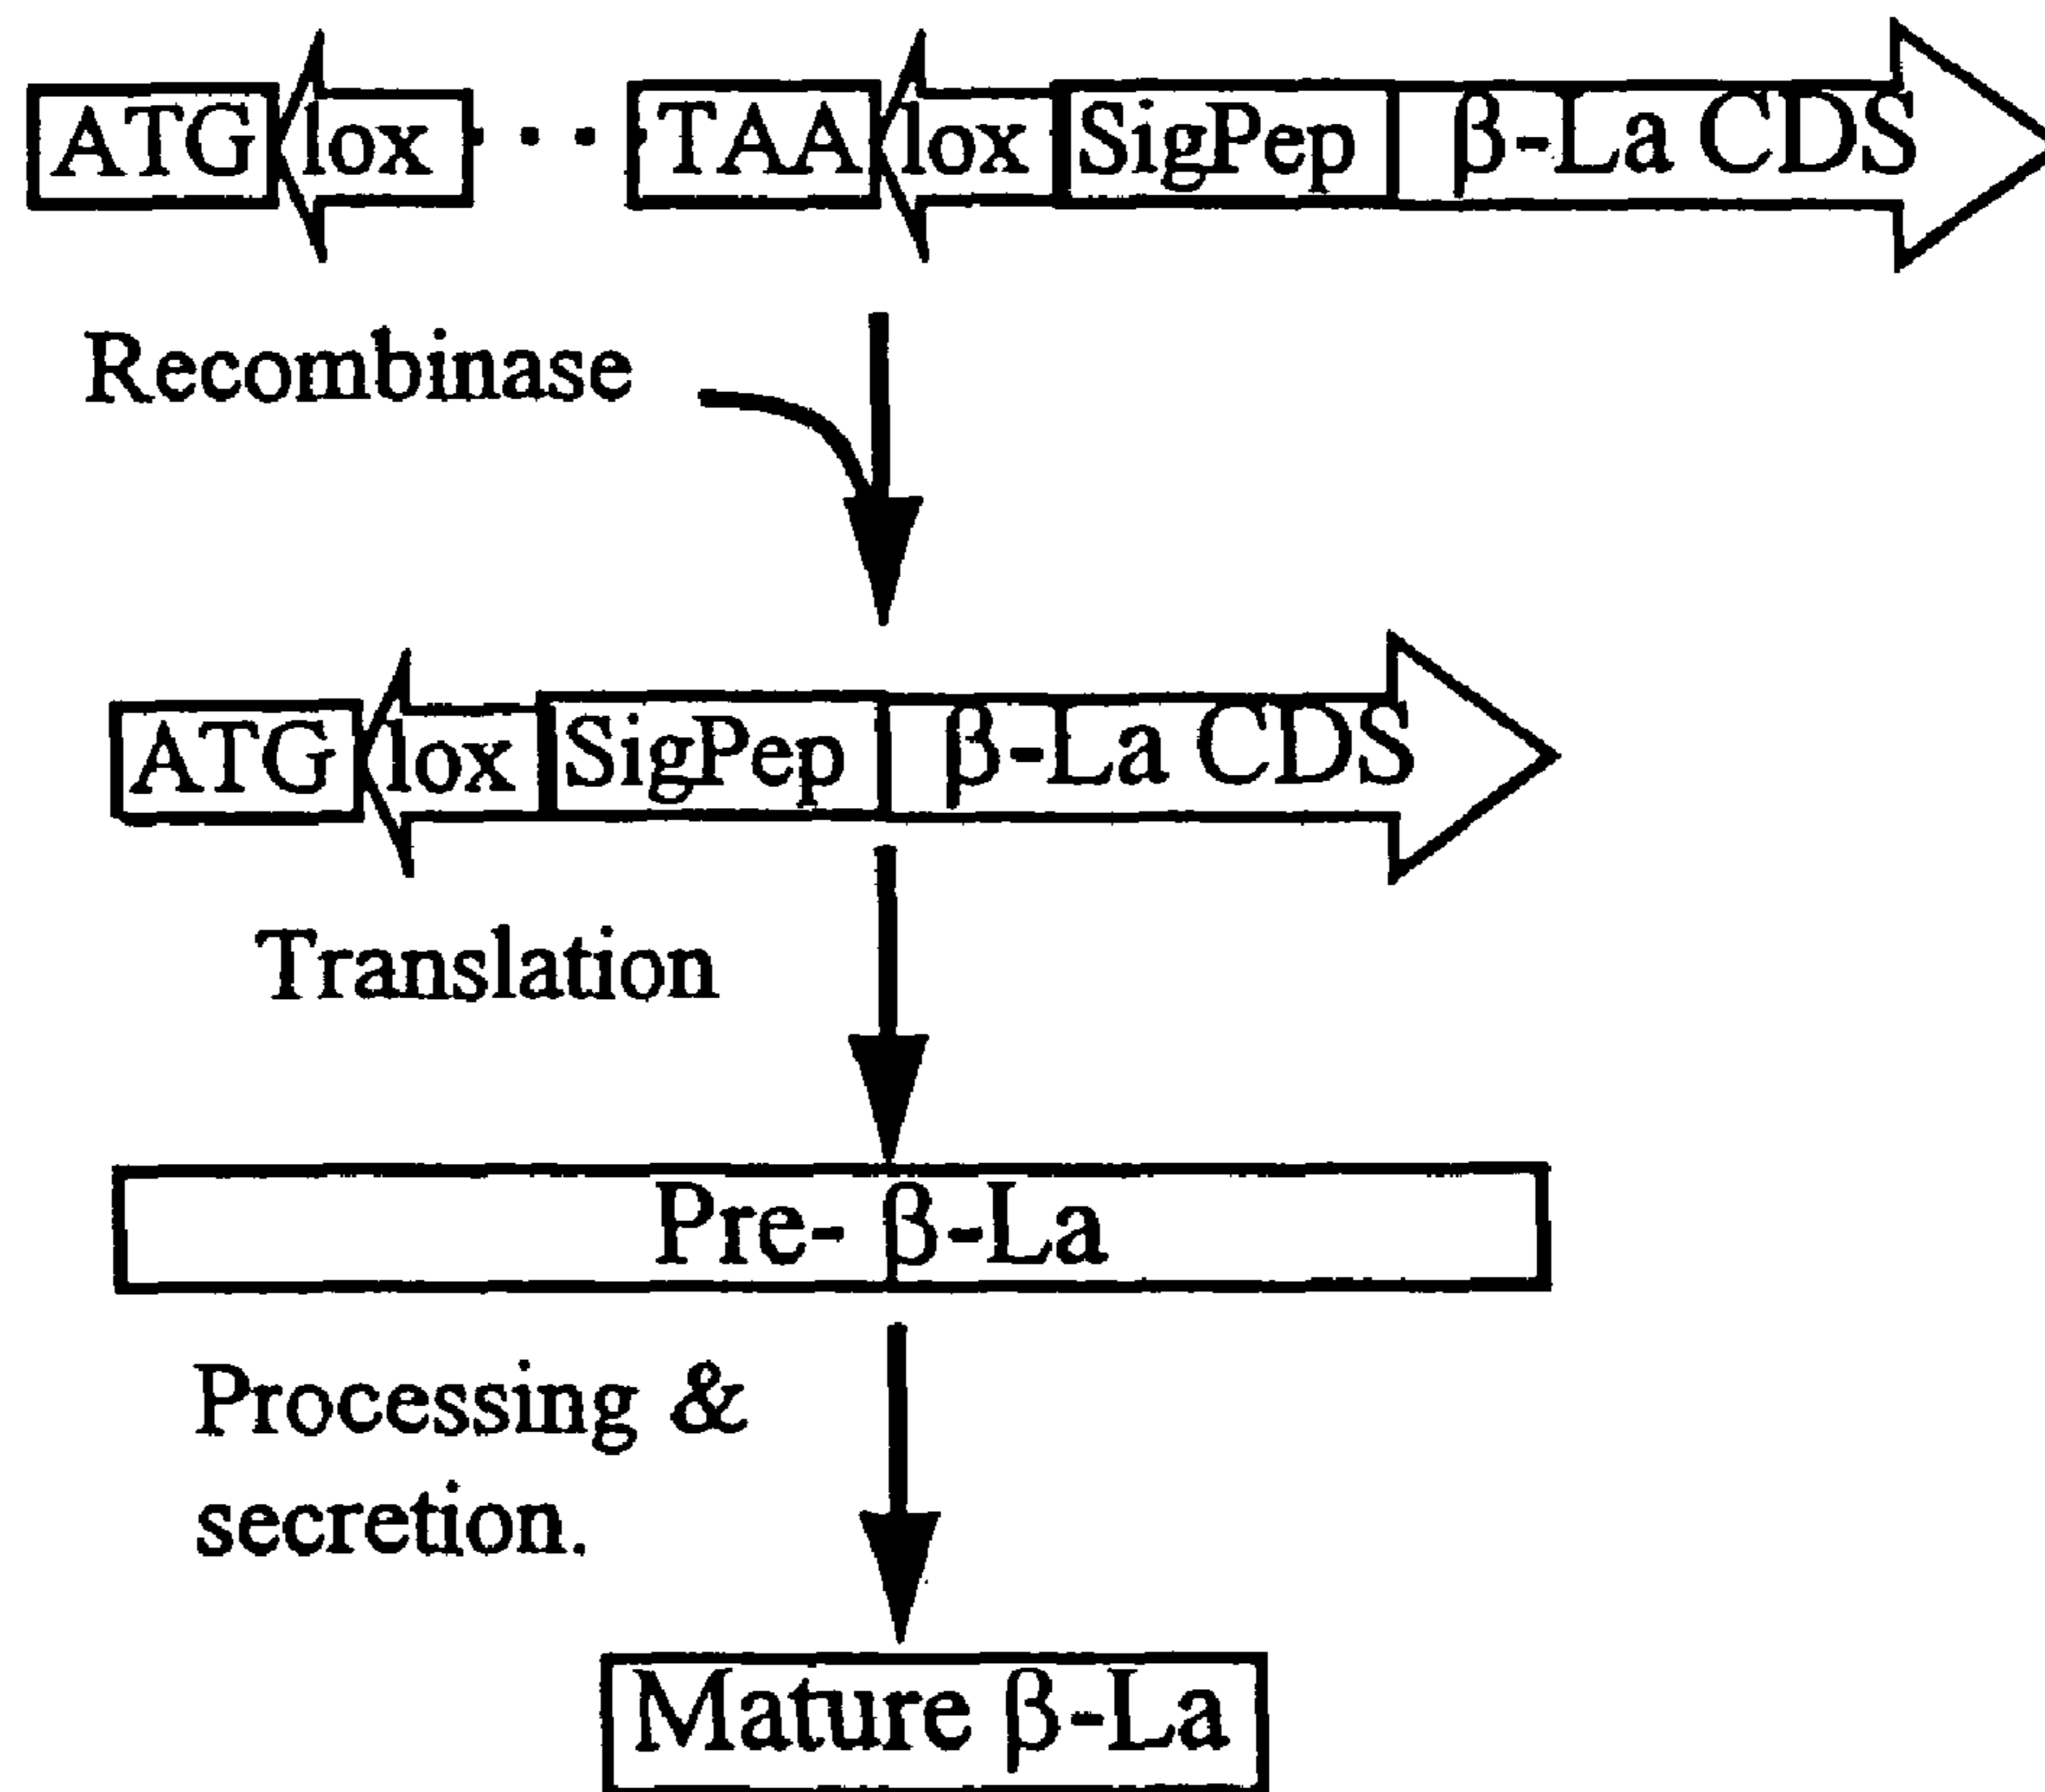 ATG lox ... TAA lox SigPep β-La CDS
Recombinase
ATG lox SigPep β-La CDS
Translation
Pre- β-La
Processing &
secretion.
Mature β-La